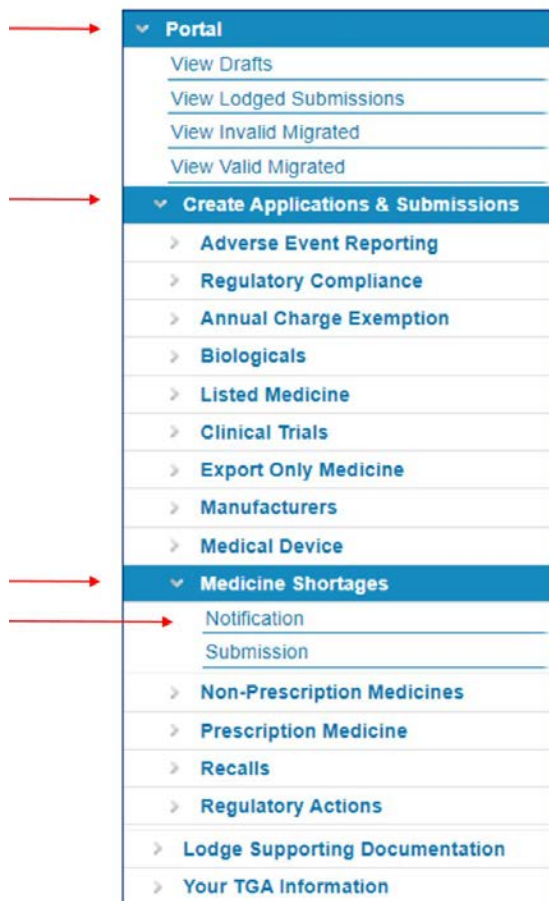 Portal
View Drafts
View Lodged Submissions
View Invalid Migrated
View Valid Migrated
Create Applications & Submissions
Adverse Event Reporting
Regulatory Compliance
Annual Charge Exemption
Biologicals
Listed Medicine
Clinical Trials
Export Only Medicine
Manufacturers
Medical Device
Medicine Shortages
Notification
Submission
Non-Prescription Medicines
Prescription Medicine
Recalls
Regulatory Actions
Lodge Supporting Documentation
Your TGA Information